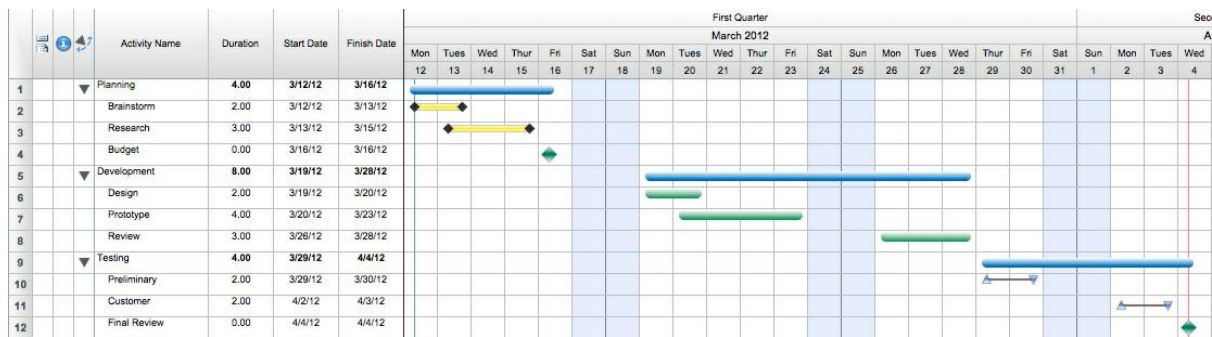 First Quarter Seco
March 2012 A
Activity Name Duration Start Date Finish Date Mon Tues Wed Thur Fri Sat Sun Mon Tues Wed Thur Fri Sat Sun Mon Tues Wed Thur Fri Sat Sun Mon Tues Wed
12 13 14 15 16 17 18 19 20 21 22 23 24 25 26 27 28 29 30 31 1 2 3 4
1 Planning 4.00 3/12/12 3/16/12
2 Brainstorm 2.00 3/12/12 3/13/12
3 Research 3.00 3/13/12 3/15/12
4 Budget 0.00 3/16/12 3/16/12
5 Development 8.00 3/19/12 3/28/12
6 Design 2.00 3/19/12 3/20/12
7 Prototype 4.00 3/20/12 3/23/12
8 Review 3.00 3/26/12 3/28/12
9 Testing 4.00 3/29/12 4/4/12
10 Preliminary 2.00 3/29/12 3/30/12
11 Customer 2.00 4/2/12 4/3/12
12 Final Review 0.00 4/4/12 4/4/12